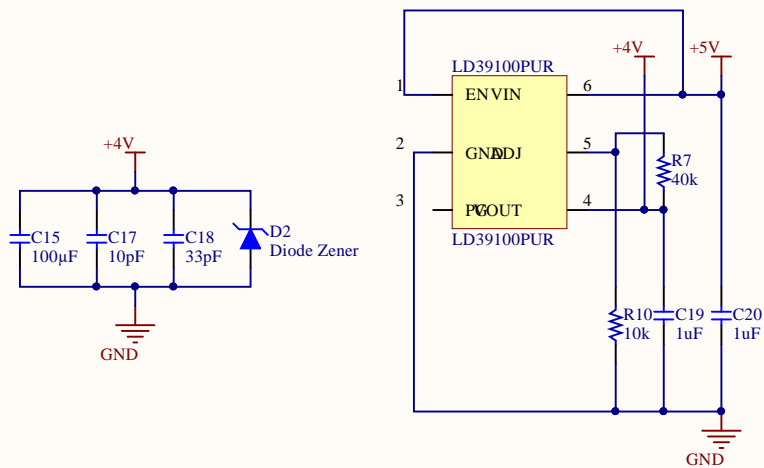 +4V
C15
100µF
C17
10pF
C18
33pF
D2
Diode Zener
GND
+4V
+5V
LD39100PUR
1
EN
VIN
6
2
GND
ADJ
5
3
PG
VOUT
4
LD39100PUR
R7
40k
R10
10k
C19
1uF
C20
1uF
GND